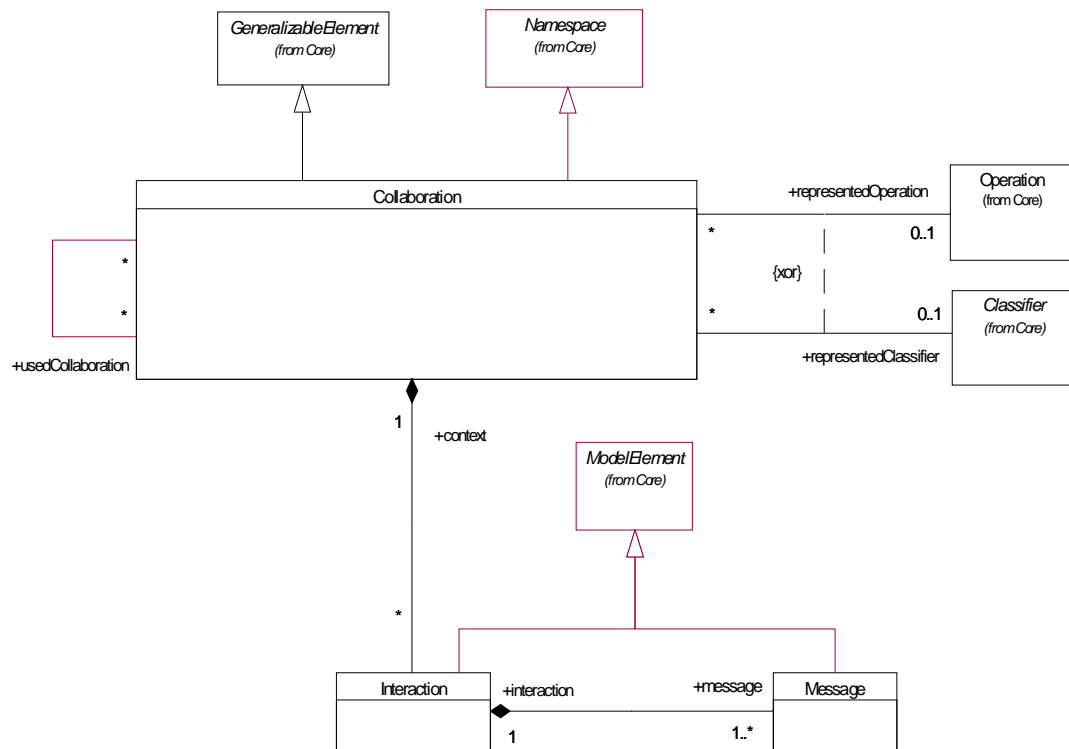 GeneralizableElement
(from Core)
Namespace
(from Core)
Collaboration
+representedOperation
Operation
(from Core)
*
0..1
{xor}
*
*
*
0..1
Classifier
(from Core)
+usedCollaboration
+representedClassifier
1
+context
ModelElement
(from Core)
*
Interaction
+interaction
+message
Message
1
1..*